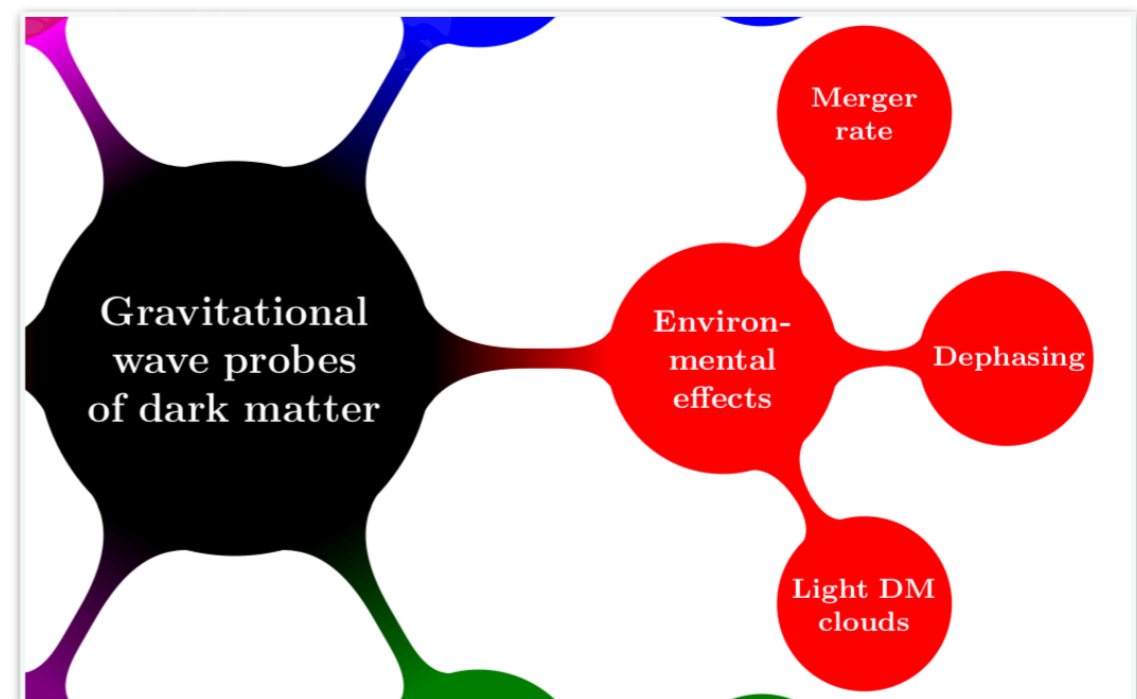 Gravitational
wave probes
of dark matter
Environ-
mental
effects
Merger
rate
Dephasing
Light DM
clouds